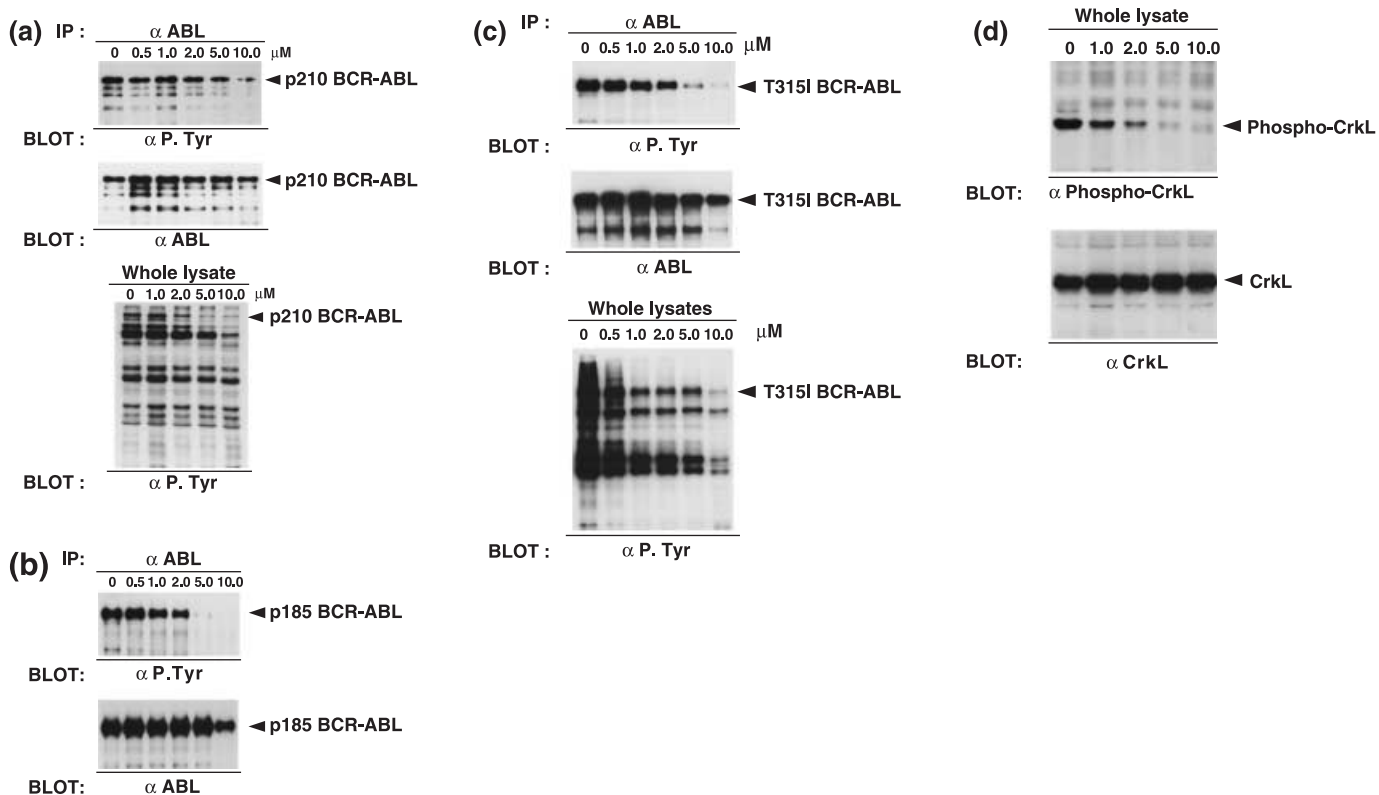 (a) IP : α ABL
0 0.5 1.0 2.0 5.0 10.0 μM
p210 BCR-ABL
BLOT : α P. Tyr
p210 BCR-ABL
BLOT : α ABL
Whole lysate
0 1.0 2.0 5.0 10.0 μM
p210 BCR-ABL
BLOT : α P. Tyr
(b) IP: α ABL
0 0.5 1.0 2.0 5.0 10.0
p185 BCR-ABL
BLOT: α P.Tyr
p185 BCR-ABL
BLOT: α ABL
(c) IP : α ABL
0 0.5 1.0 2.0 5.0 10.0 μM
T315I BCR-ABL
BLOT : α P. Tyr
T315I BCR-ABL
BLOT : α ABL
Whole lysates
0 0.5 1.0 2.0 5.0 10.0 μM
T315I BCR-ABL
BLOT : α P. Tyr
(d) Whole lysate
0 1.0 2.0 5.0 10.0
Phospho-CrkL
BLOT: α Phospho-CrkL
CrkL
BLOT: α CrkL